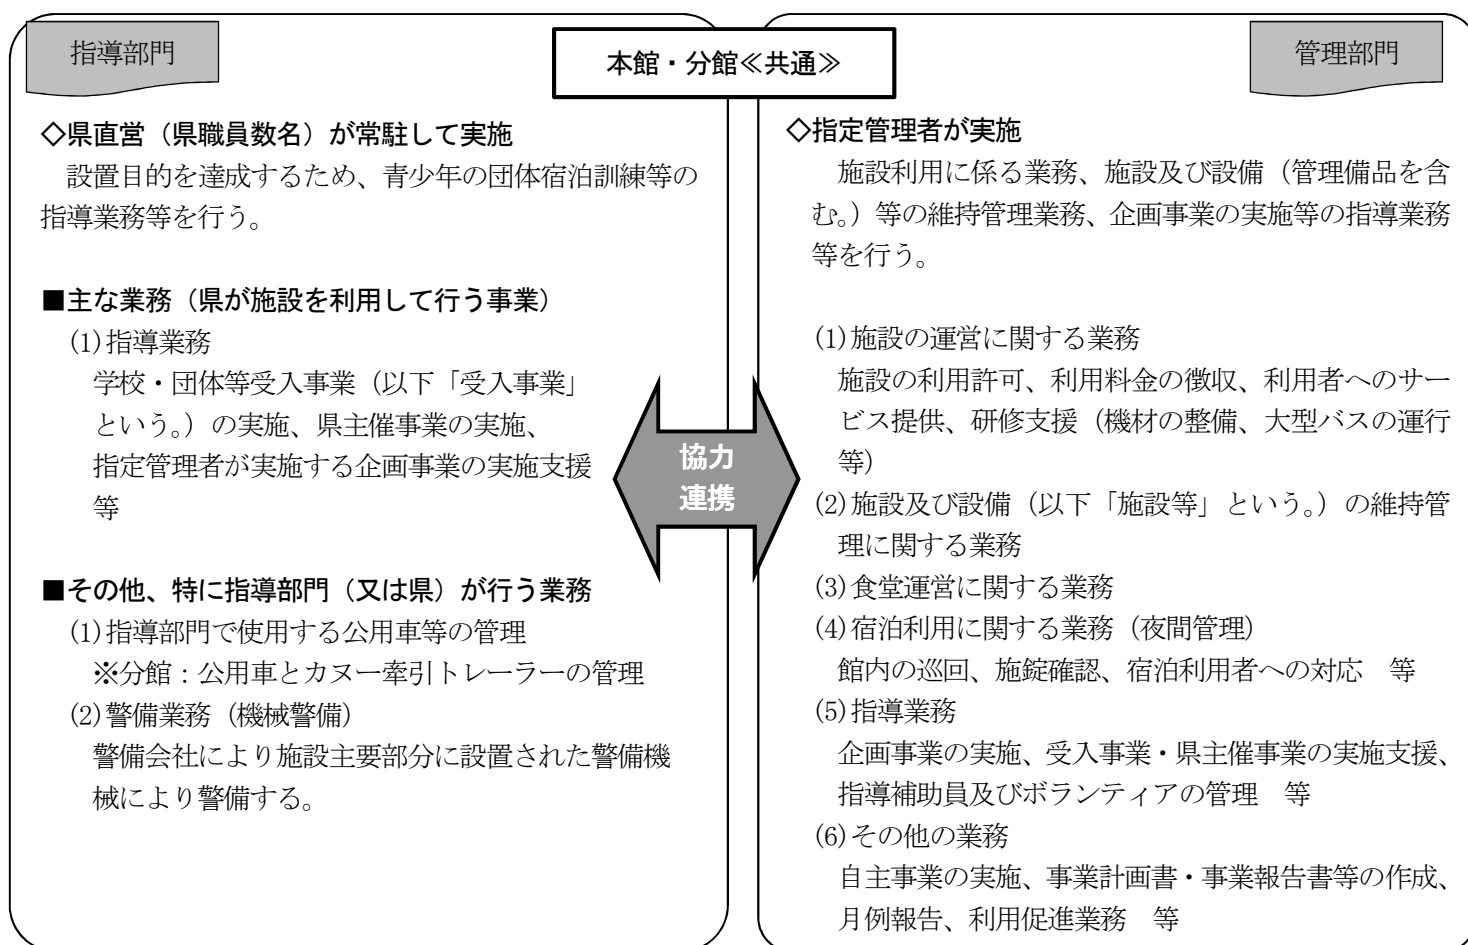 指導部門
本館・分館≪共通≫
管理部門
◇県直営（県職員数名）が常駐して実施
設置目的を達成するため、青少年の団体宿泊訓練等の
指導業務等を行う。
■主な業務（県が施設を利用して行う事業）
(1)指導業務
学校・団体等受入事業（以下「受入事業」
という。）の実施、県主催事業の実施、
指定管理者が実施する企画事業の実施支援
等
■その他、特に指導部門（又は県）が行う業務
(1)指導部門で使用する公用車等の管理
※分館：公用車とカヌー牽引トレーラーの管理
(2)警備業務（機械警備）
警備会社により施設主要部分に設置された警備機
械により警備する。
協力
連携
◇指定管理者が実施
施設利用に係る業務、施設及び設備（管理備品を含
む。）等の維持管理業務、企画事業の実施等の指導業務
等を行う。
(1)施設の運営に関する業務
施設の利用許可、利用料金の徴収、利用者へのサー
ビス提供、研修支援（機材の整備、大型バスの運行
等）
(2)施設及び設備（以下「施設等」という。）の維持管
理に関する業務
(3)食堂運営に関する業務
(4)宿泊利用に関する業務（夜間管理）
館内の巡回、施錠確認、宿泊利用者への対応　等
(5)指導業務
企画事業の実施、受入事業・県主催事業の実施支援、
指導補助員及びボランティアの管理　等
(6)その他の業務
自主事業の実施、事業計画書・事業報告書等の作成、
月例報告、利用促進業務　等